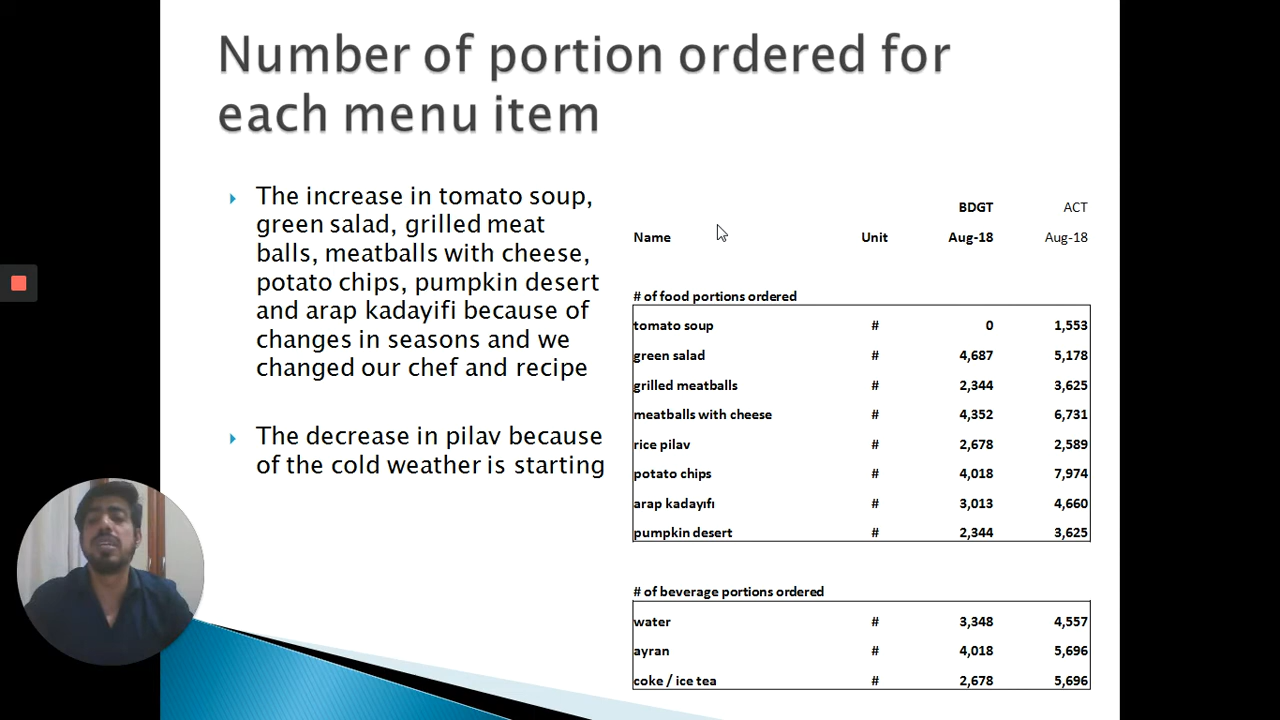 Number of portion ordered for
each menu item
The increase in tomato soup,
green salad, grilled meat
balls, meatballs with cheese,
potato chips, pumpkin desert
and arap kadayifi because of
changes in seasons and we
changed our chef and recipe
The decrease in pilav because
of the cold weather is starting
BDGT ACT
Name Unit Aug-18 Aug-18
# of food portions ordered
tomato soup # 0 1,553
green salad # 4,687 5,178
grilled meatballs # 2,344 3,625
meatballs with cheese # 4,352 6,731
rice pilav # 2,678 2,589
potato chips # 4,018 7,974
arap kadayıfı # 3,013 4,660
pumpkin desert # 2,344 3,625
# of beverage portions ordered
water # 3,348 4,557
ayran # 4,018 5,696
coke / ice tea # 2,678 5,696